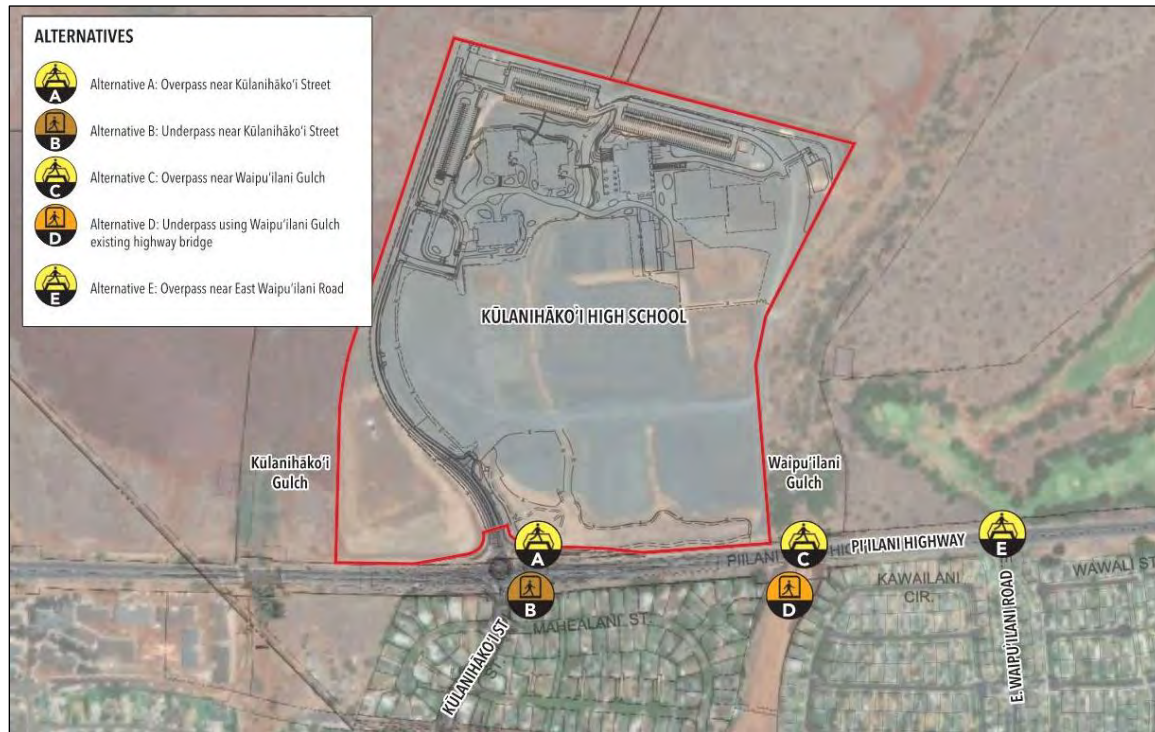 ALTERNATIVES
A
Alternative A: Overpass near Kūlanihāko‘i Street
B
Alternative B: Underpass near Kūlanihāko‘i Street
C
Alternative C: Overpass near Waipu‘ilani Gulch
D
Alternative D: Underpass using Waipu‘ilani Gulch
existing highway bridge
E
Alternative E: Overpass near East Waipu‘ilani Road
KŪLANIHĀKO‘I HIGH SCHOOL
Kūlanihāko‘i
Gulch
Waipu‘ilani
Gulch
A
C
E
PIILANI
PI‘ILANI HIGHWAY
B
D
MAHEALANI ST.
KAWAILANI
CIR.
WAWALI ST
KŪLANIHĀKO‘I ST
ST.
E. WAIPU‘ILANI ROAD